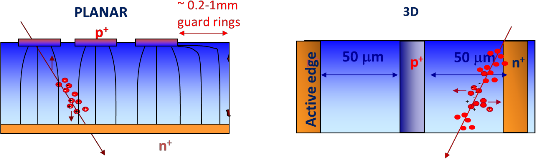 PLANAR
~ 0.2-1mm
guard rings
p+
n+
3D
50 μm
50 μm
Active edge
p+
n+